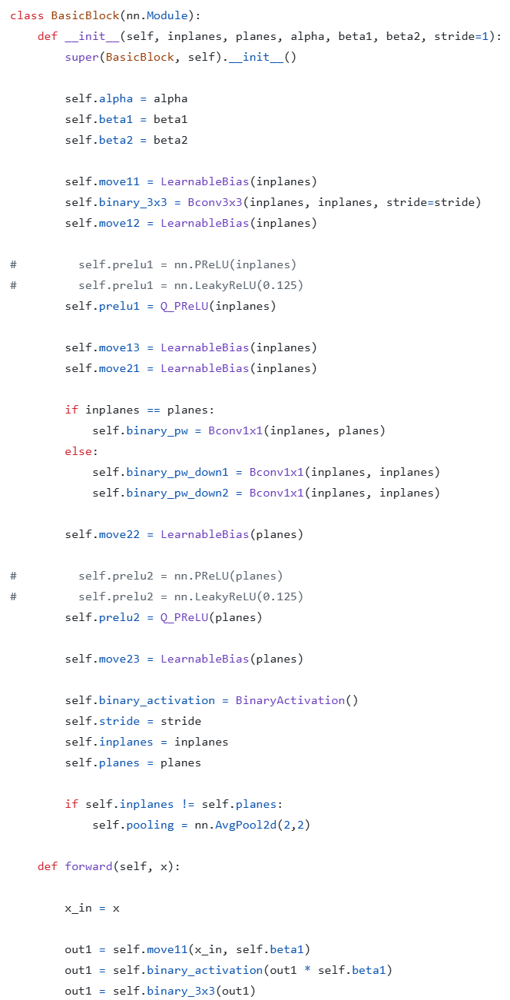 class BasicBlock(nn.Module):
    def __init__(self, inplanes, planes, alpha, beta1, beta2, stride=1):
        super(BasicBlock, self).__init__()

        self.alpha = alpha
        self.beta1 = beta1
        self.beta2 = beta2

        self.move11 = LearnableBias(inplanes)
        self.binary_3x3 = Bconv3x3(inplanes, inplanes, stride=stride)
        self.move12 = LearnableBias(inplanes)

#         self.prelu1 = nn.PReLU(inplanes)
#         self.prelu1 = nn.LeakyReLU(0.125)
        self.prelu1 = Q_PReLU(inplanes)

        self.move13 = LearnableBias(inplanes)
        self.move21 = LearnableBias(inplanes)

        if inplanes == planes:
            self.binary_pw = Bconv1x1(inplanes, planes)
        else:
            self.binary_pw_down1 = Bconv1x1(inplanes, inplanes)
            self.binary_pw_down2 = Bconv1x1(inplanes, inplanes)

        self.move22 = LearnableBias(planes)

#         self.prelu2 = nn.PReLU(planes)
#         self.prelu2 = nn.LeakyReLU(0.125)
        self.prelu2 = Q_PReLU(planes)

        self.move23 = LearnableBias(planes)

        self.binary_activation = BinaryActivation()
        self.stride = stride
        self.inplanes = inplanes
        self.planes = planes

        if self.inplanes != self.planes:
            self.pooling = nn.AvgPool2d(2,2)

    def forward(self, x):

        x_in = x

        out1 = self.move11(x_in, self.beta1)
        out1 = self.binary_activation(out1 * self.beta1)
        out1 = self.binary_3x3(out1)